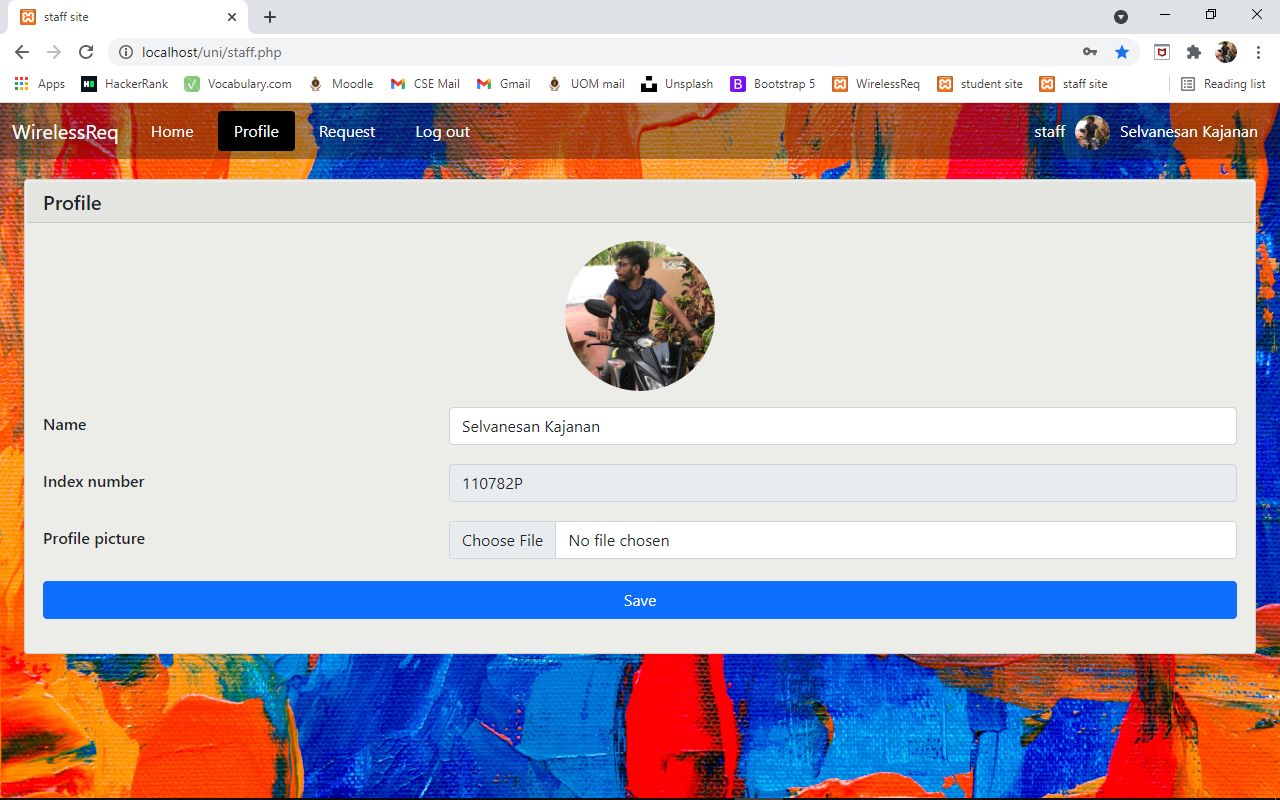 staff site
localhost/uni/staff.php
Apps HackerRank Vocabulary.com Moodle CSE Mail Gmail UOM mail Unsplash Bootstrap 5 WirelessReq student site staff site Reading list
WirelessReq Home Profile Request Log out staff Selvanesan Kajanan
Profile
Name Selvanesan Kajanan
Index number 110782P
Profile picture Choose File No file chosen
Save